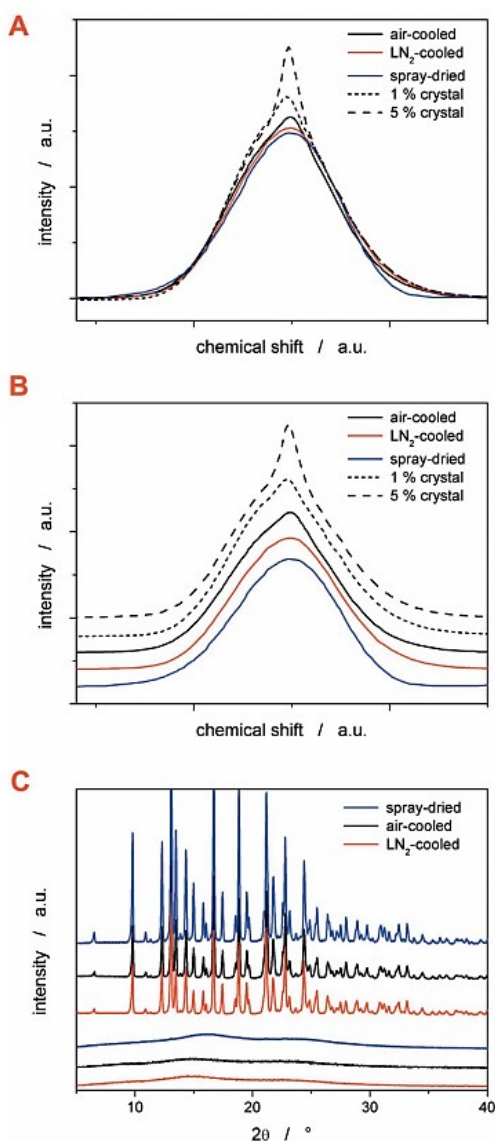 A
air-cooled
LN₂-cooled
spray-dried
1 % crystal
5 % crystal
intensity / a.u.
chemical shift / a.u.
B
air-cooled
LN₂-cooled
spray-dried
1 % crystal
5 % crystal
intensity / a.u.
chemical shift / a.u.
C
spray-dried
air-cooled
LN₂-cooled
intensity / a.u.
10 20 30 40
2θ / °